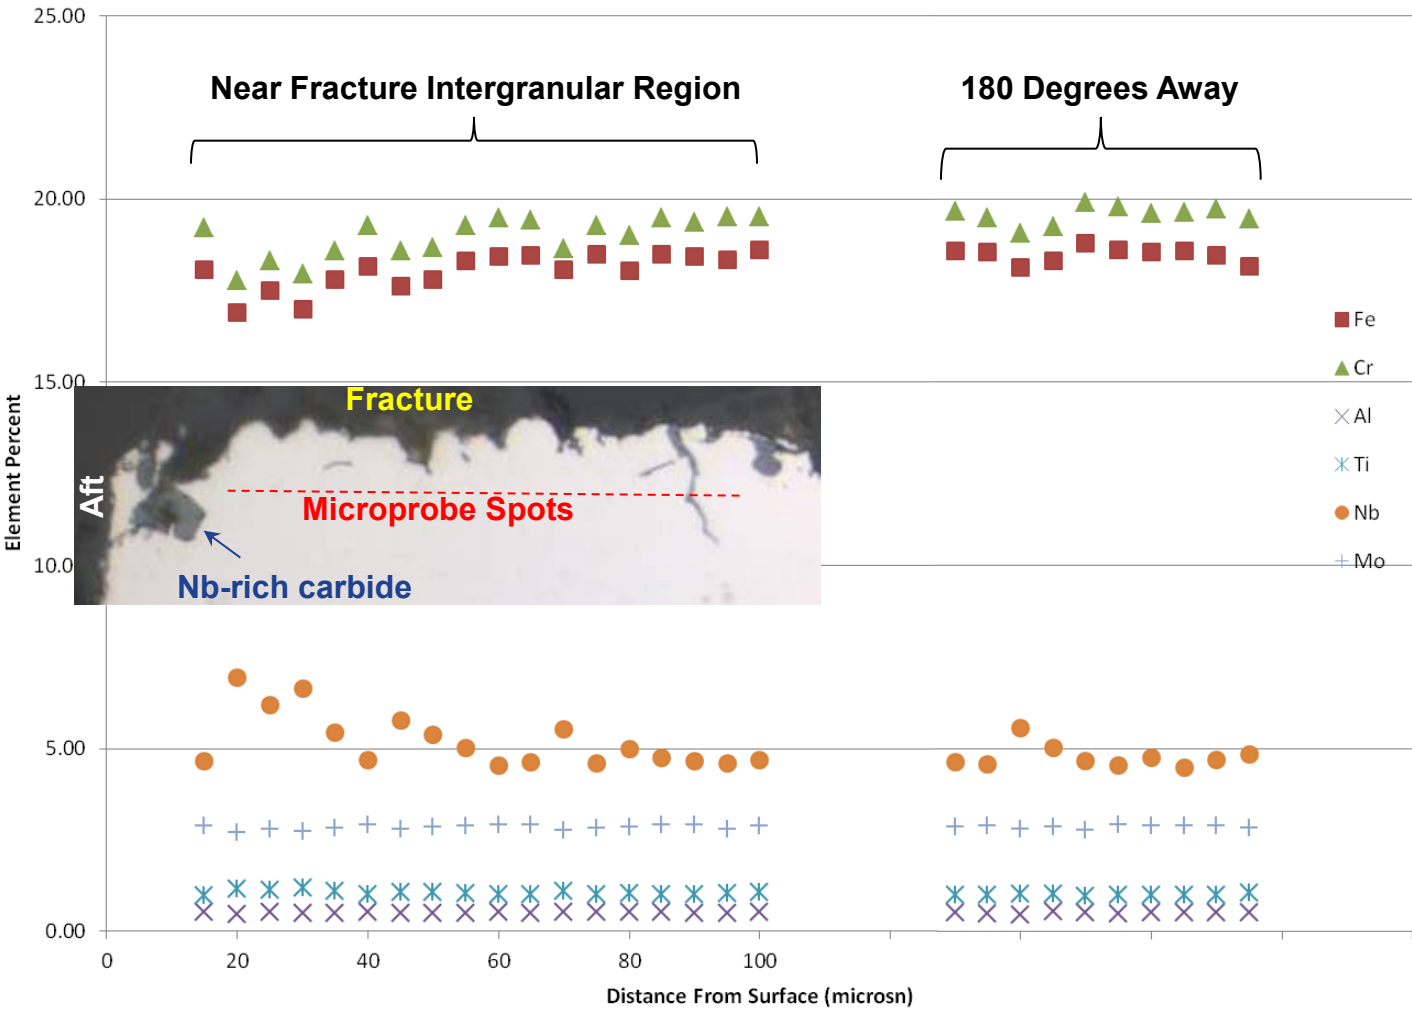 25.00
Near Fracture Intergranular Region
180 Degrees Away
20.00
Fe
15.00
Cr
Fracture
Al
Element Percent
Aft
Ti
Microprobe Spots
Nb
10.0
Mo
Nb-rich carbide
5.00
0.00
0 20 40 60 80 100
Distance From Surface (microsn)